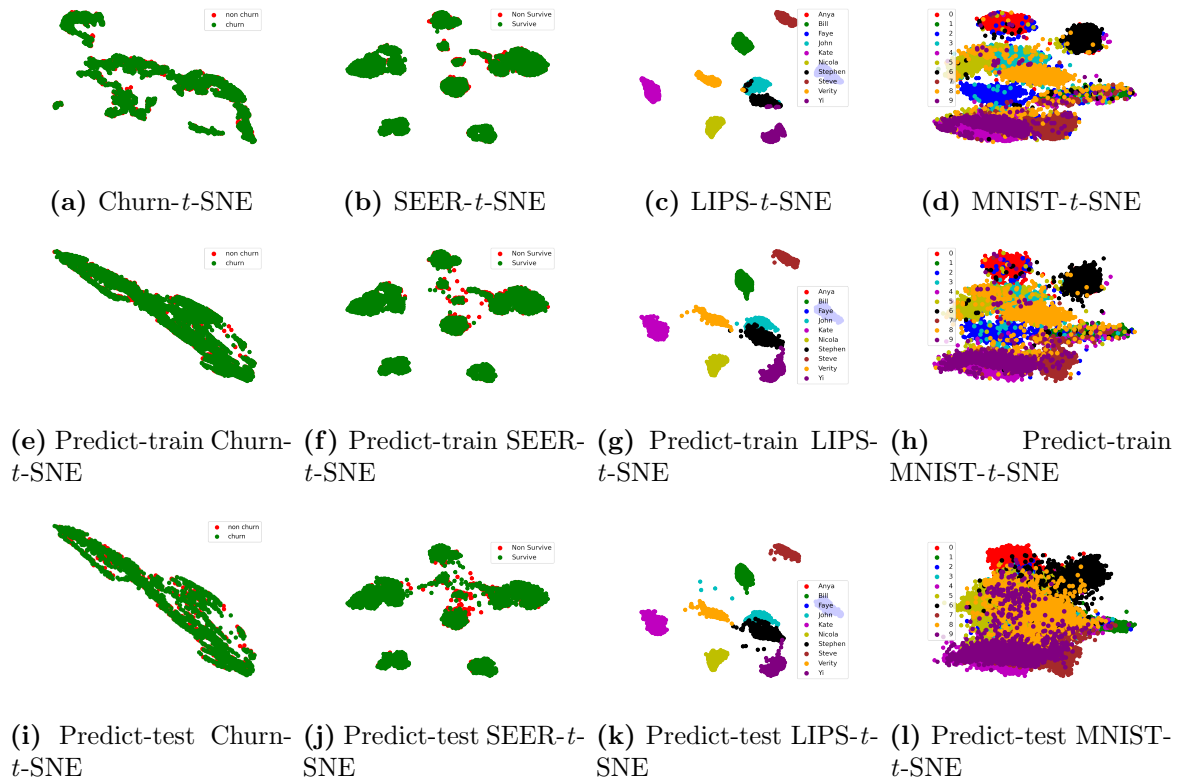 non churn
churn
(a) Churn-t-SNE
Non Survive
Survive
(b) SEER-t-SNE
Anya
Bill
Faye
John
Kate
Nicola
Stephen
Steve
Verity
Yi
(c) LIPS-t-SNE
0
1
2
3
4
5
6
7
8
9
(d) MNIST-t-SNE
non churn
churn
(e) Predict-train Churn-
t-SNE
Non Survive
Survive
(f) Predict-train SEER-
t-SNE
Anya
Bill
Faye
John
Kate
Nicola
Stephen
Steve
Verity
Yi
(g) Predict-train LIPS-
t-SNE
0
1
2
3
4
5
6
7
8
9
(h) Predict-train
MNIST-t-SNE
non churn
churn
(i) Predict-test Churn-
t-SNE
Non Survive
Survive
(j) Predict-test SEER-t-
SNE
Anya
Bill
Faye
John
Kate
Nicola
Stephen
Steve
Verity
Yi
(k) Predict-test LIPS-t-
SNE
0
1
2
3
4
5
6
7
8
9
(l) Predict-test MNIST-
t-SNE